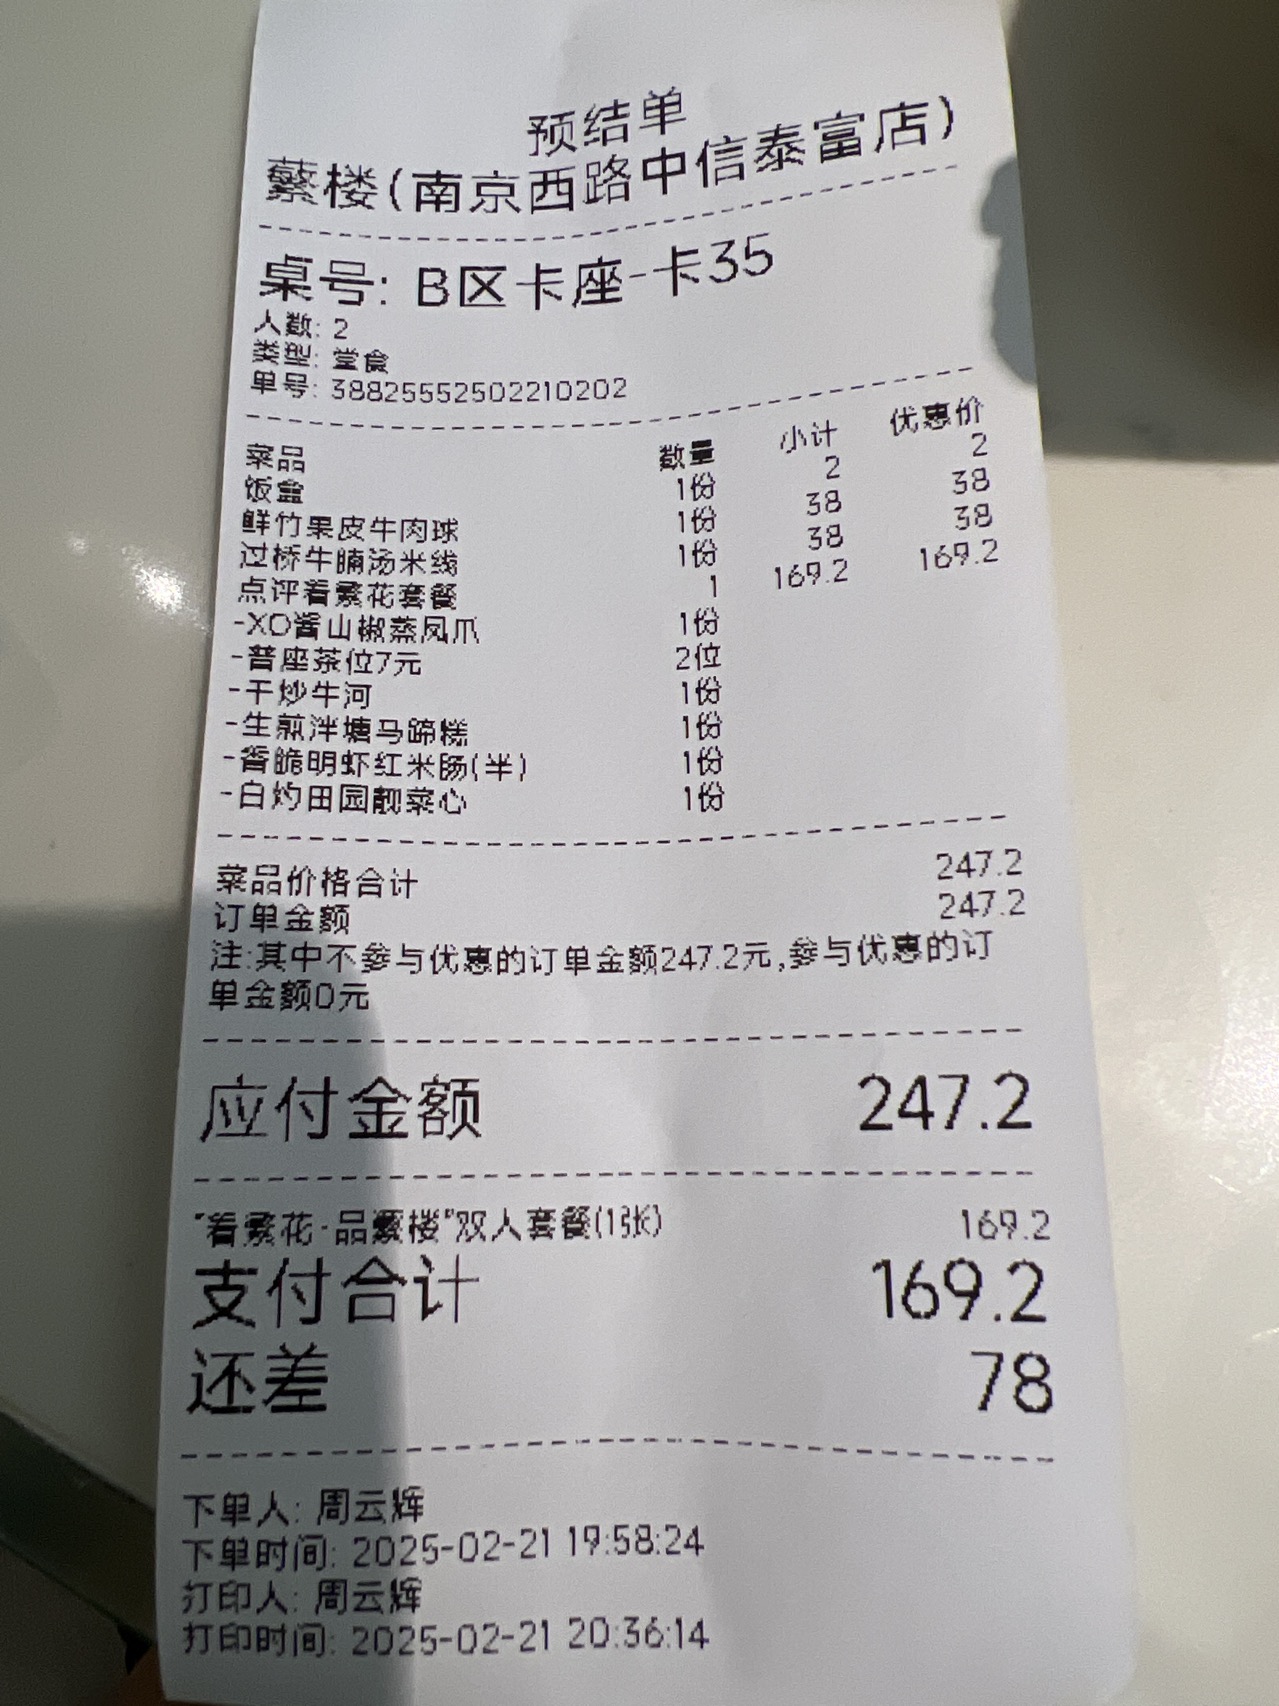 预结单
蘩楼(南京西路中信泰富店)
桌号: B区卡座-卡35
人数: 2
类型: 堂食
单号: 38825552502210202
菜品 数量 小计 优惠价
饭盒 1份 2 2
鲜竹果皮牛肉球 1份 38 38
过桥牛腩汤米线 1份 38 38
点评着蘩花套餐 1 169.2 169.2
-XO酱山椒蒸凤爪 1份
-普座茶位7元 2位
-干炒牛河 1份
-生煎泮塘马蹄糕 1份
-香脆明虾红米肠(半) 1份
-白灼田园靓菜心 1份
菜品价格合计 247.2
订单金额 247.2
注:其中不参与优惠的订单金额247.2元,参与优惠的订
单金额0元
应付金额 247.2
"着蘩花·品蘩楼"双人套餐(1张) 169.2
支付合计 169.2
还差 78
下单人: 周云辉
下单时间: 2025-02-21 19:58:24
打印人: 周云辉
打印时间: 2025-02-21 20:36:14